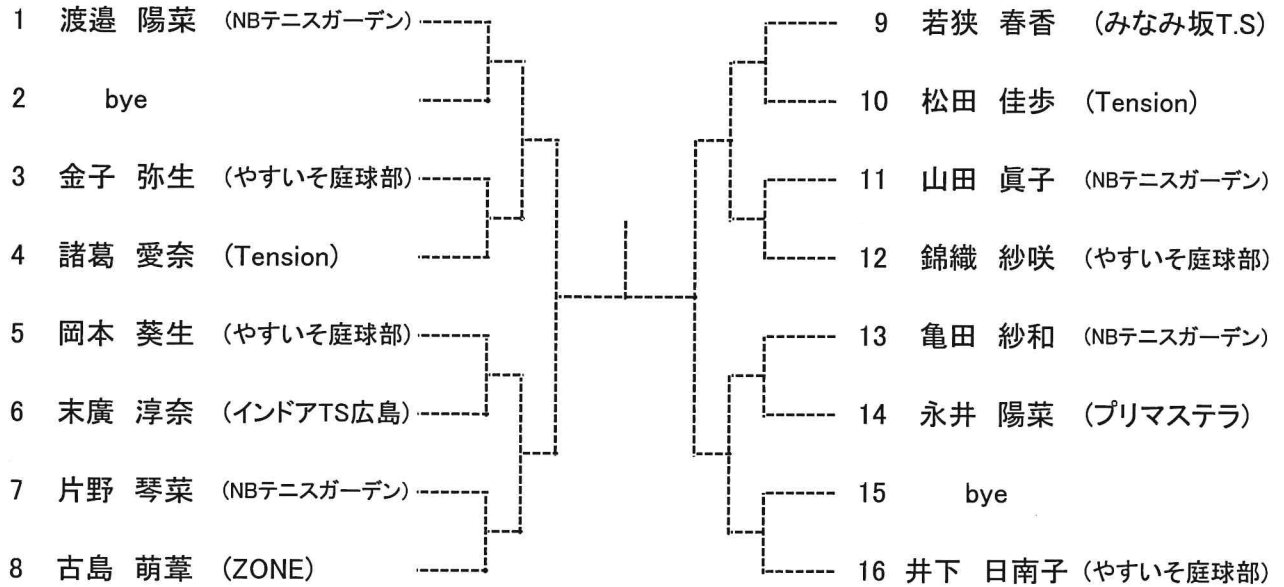 1 渡邉 陽菜 (NBテニスガーデン)
2 bye
3 金子 弥生 (やすいそ庭球部)
4 諸葛 愛奈 (Tension)
5 岡本 葵生 (やすいそ庭球部)
6 末廣 淳奈 (インドアTS広島)
7 片野 琴菜 (NBテニスガーデン)
8 古島 萌葦 (ZONE)
9 若狭 春香 (みなみ坂T.S)
10 松田 佳歩 (Tension)
11 山田 眞子 (NBテニスガーデン)
12 錦織 紗咲 (やすいそ庭球部)
13 亀田 紗和 (NBテニスガーデン)
14 永井 陽菜 (プリマステラ)
15 bye
16 井下 日南子 (やすいそ庭球部)